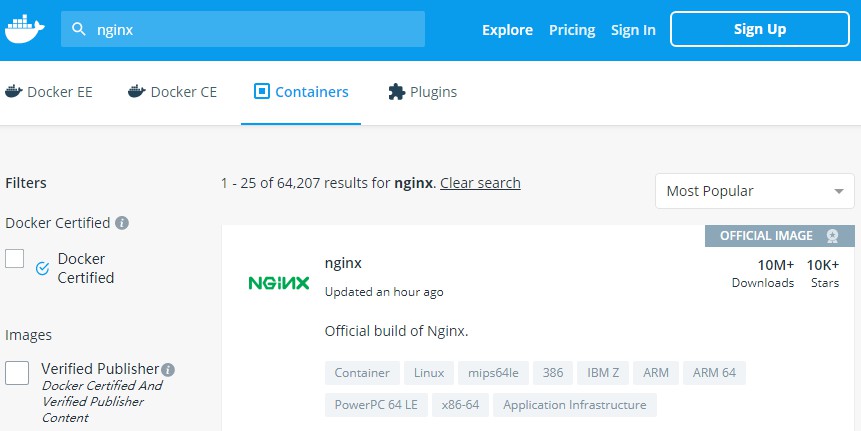 nginx
Explore Pricing Sign In Sign Up
Docker EE Docker CE Containers Plugins
Filters
1 - 25 of 64,207 results for nginx. Clear search
Most Popular
Docker Certified
Docker
Certified
Images
Verified Publisher
Docker Certified And
Verified Publisher
Content
OFFICIAL IMAGE
NGINX
nginx
Updated an hour ago
10M+ 10K+
Downloads Stars
Official build of Nginx.
Container Linux mips64le 386 IBM Z ARM ARM 64
PowerPC 64 LE x86-64 Application Infrastructure